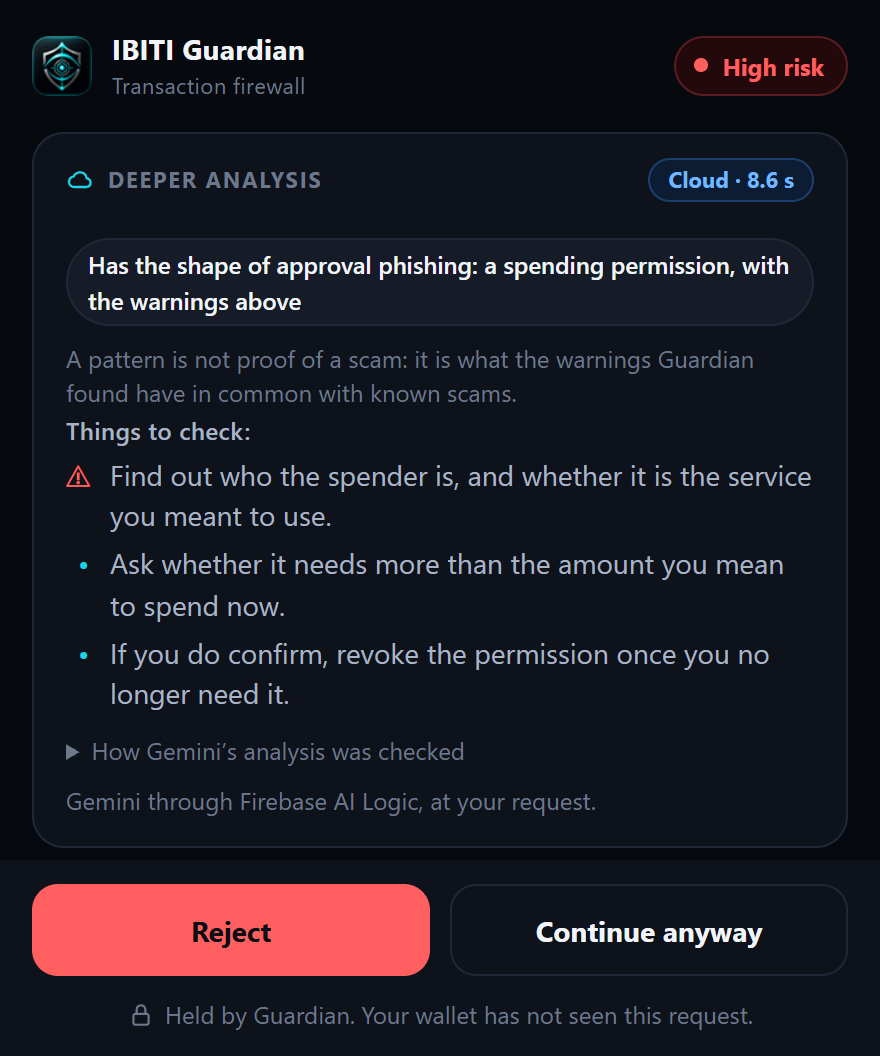 IBITI Guardian
Transaction firewall
High risk
DEEPER ANALYSIS
Cloud · 8.6 s
Has the shape of approval phishing: a spending permission, with
the warnings above
A pattern is not proof of a scam: it is what the warnings Guardian
found have in common with known scams.
Things to check:
Find out who the spender is, and whether it is the service
you meant to use.
• Ask whether it needs more than the amount you mean
to spend now.
• If you do confirm, revoke the permission once you no
longer need it.
How Gemini’s analysis was checked
Gemini through Firebase AI Logic, at your request.
Reject
Continue anyway
Held by Guardian. Your wallet has not seen this request.